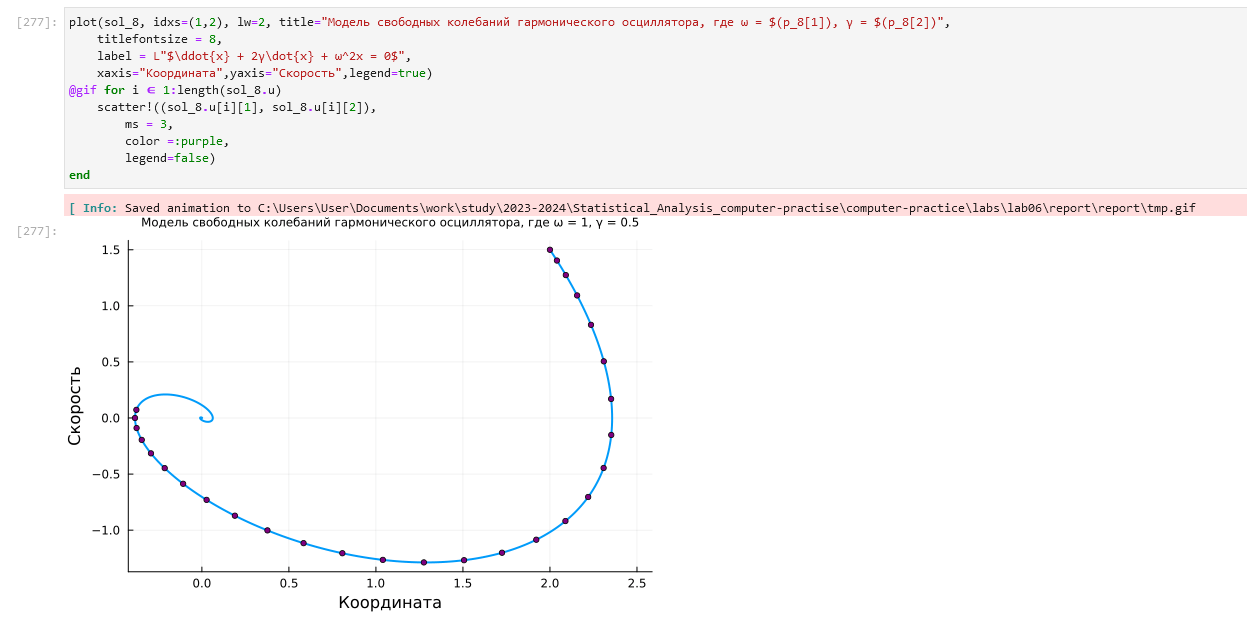 [277]: plot(sol_8, idxs=(1,2), lw=2, title="Модель свободных колебаний гармонического осциллятора, где ω = $(p_8[1]), γ = $(p_8[2])",
titlefontsize = 8,
label = L"$\ddot{x} + 2γ\dot{x} + ω^2x = 0$",
xaxis="Координата",yaxis="Скорость",legend=true)
@gif for i ∈ 1:length(sol_8.u)
scatter!((sol_8.u[i][1], sol_8.u[i][2]),
ms = 3,
color =:purple,
legend=false)
end
[ Info: Saved animation to C:\Users\User\Documents\work\study\2023-2024\Statistical_Analysis_computer-practise\computer-practice\labs\lab06\report\report\tmp.gif
[277]:
Модель свободных колебаний гармонического осциллятора, где ω = 1, γ = 0.5
1.5
1.0
0.5
0.0
−0.5
−1.0
Скорость
0.0 0.5 1.0 1.5 2.0 2.5
Координата